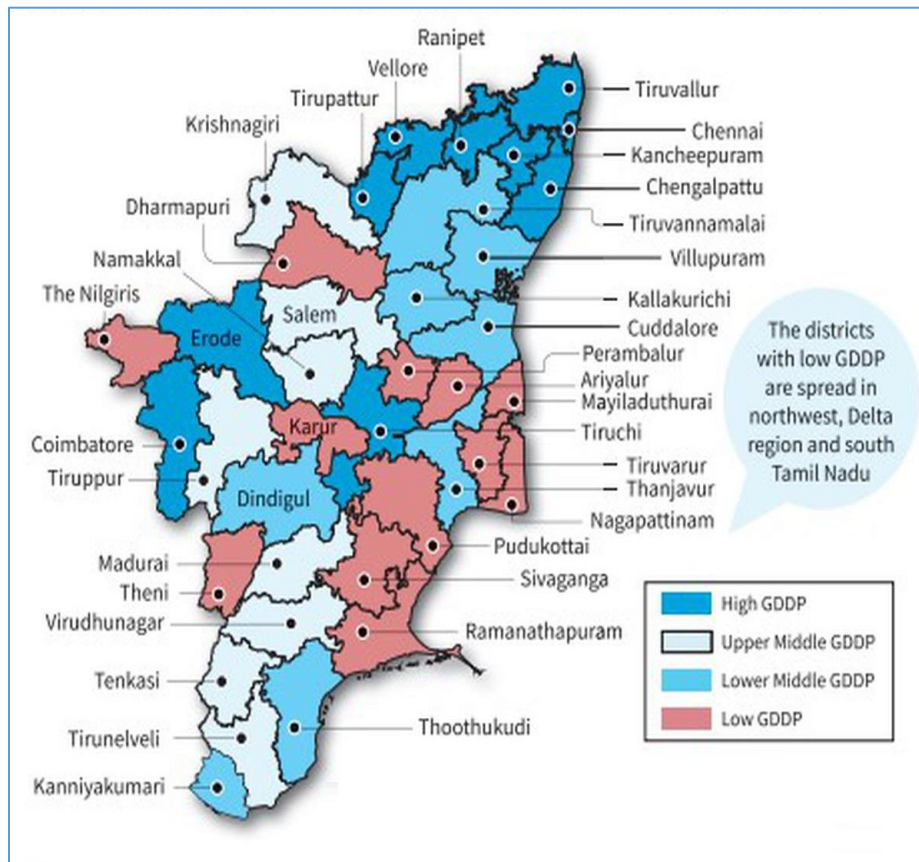 Ranipet
Vellore
Tirupattur
Krishnagiri
Dharmapuri
Namakkal
The Nilgiris
Erode
Salem
Tiruvallur
Chennai
Kancheepuram
Chengalpattu
Tiruvannamalai
Villupuram
Kallakurichi
Cuddalore
Perambalur
Ariyalur
Mayiladuthurai
Tiruchi
Tiruvarur
Thanjavur
Nagapattinam
Pudukottai
Sivaganga
Ramanathapuram
Thoothukudi
Karur
Coimbatore
Tiruppur
Dindigul
Madurai
Theni
Virudhunagar
Tenkasi
Tirunelveli
Kanniyakumari
The districts
with low GDDP
are spread in
northwest, Delta
region and south
Tamil Nadu
High GDDP
Upper Middle GDDP
Lower Middle GDDP
Low GDDP